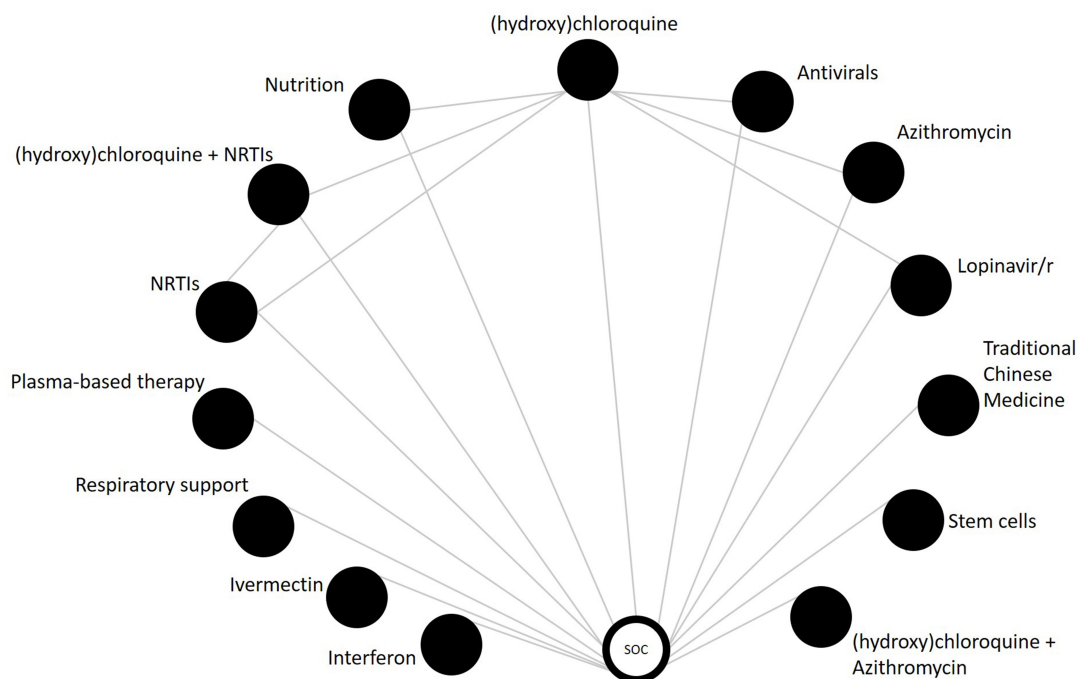 (hydroxy)chloroquine
Nutrition
Antivirals
Azithromycin
(hydroxy)chloroquine + NRTIs
NRTIs
Lopinavir/r
Traditional
Chinese
Medicine
Plasma-based therapy
Respiratory support
Stem cells
Ivermectin
Interferon
SOC
(hydroxy)chloroquine +
Azithromycin